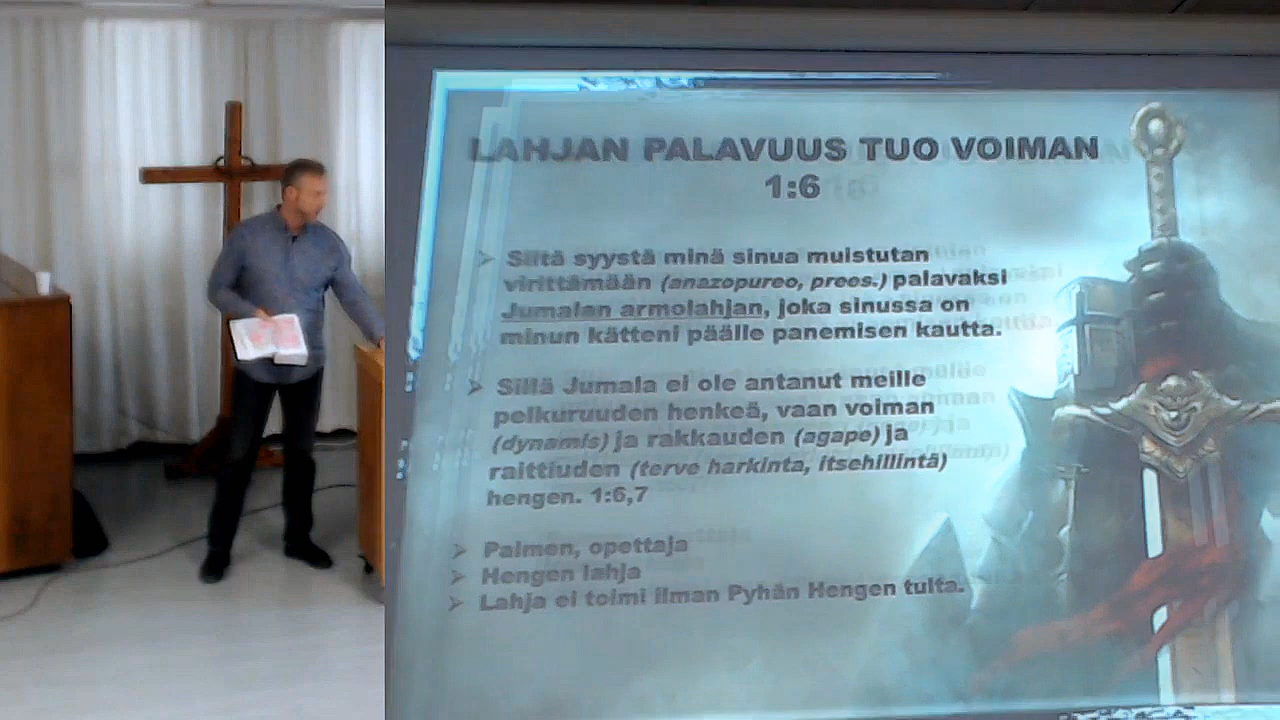 LAHJAN PALAVUUS TUO VOIMAN
1:6
Siitä syystä minä sinua muistutan
virittämään (anazopureo, prees.) palavaksi
Jumalan armolahjan, joka sinussa on
minun kätteni päälle panemisen kautta.
Sillä Jumala ei ole antanut meille
pelkuruuden henkeä, vaan voiman
(dynamis) ja rakkauden (agape) ja
raittiuden (terve harkinta, itsehillintä)
hengen. 1:6,7
Paimen, opettaja
Hengen lahja
Lahja ei toimi ilman Pyhän Hengen tulta.